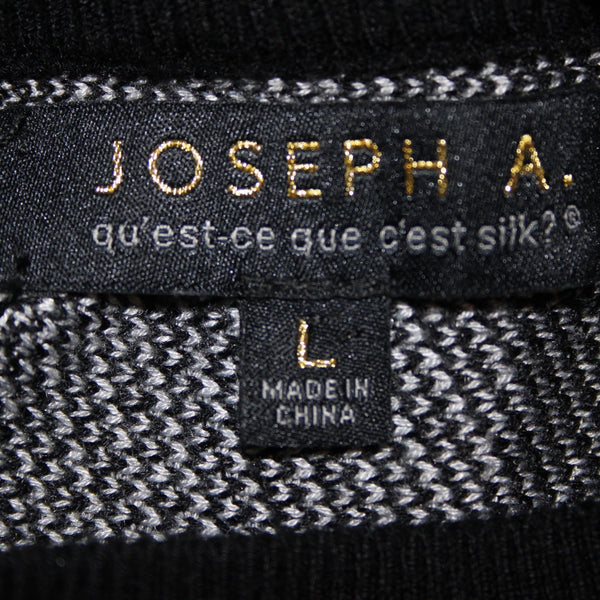 JOSEPH A.
qu'est-ce que c'est silk?®
L
MADE IN
CHINA